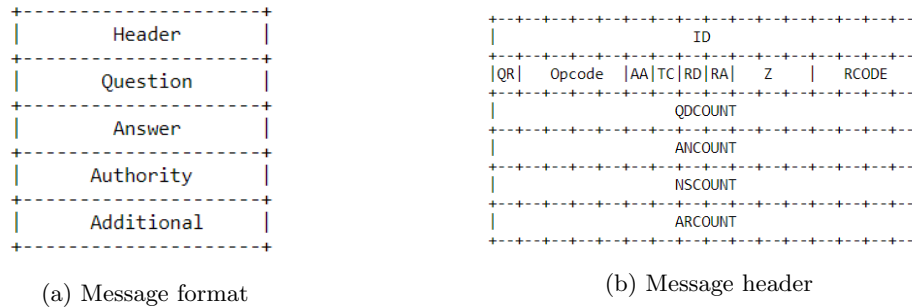 Header
Question
Answer
Authority
Additional
(a) Message format
ID
|QR| Opcode |AA|TC|RD|RA| Z | RCODE
QDCOUNT
ANCOUNT
NSCOUNT
ARCOUNT
(b) Message header